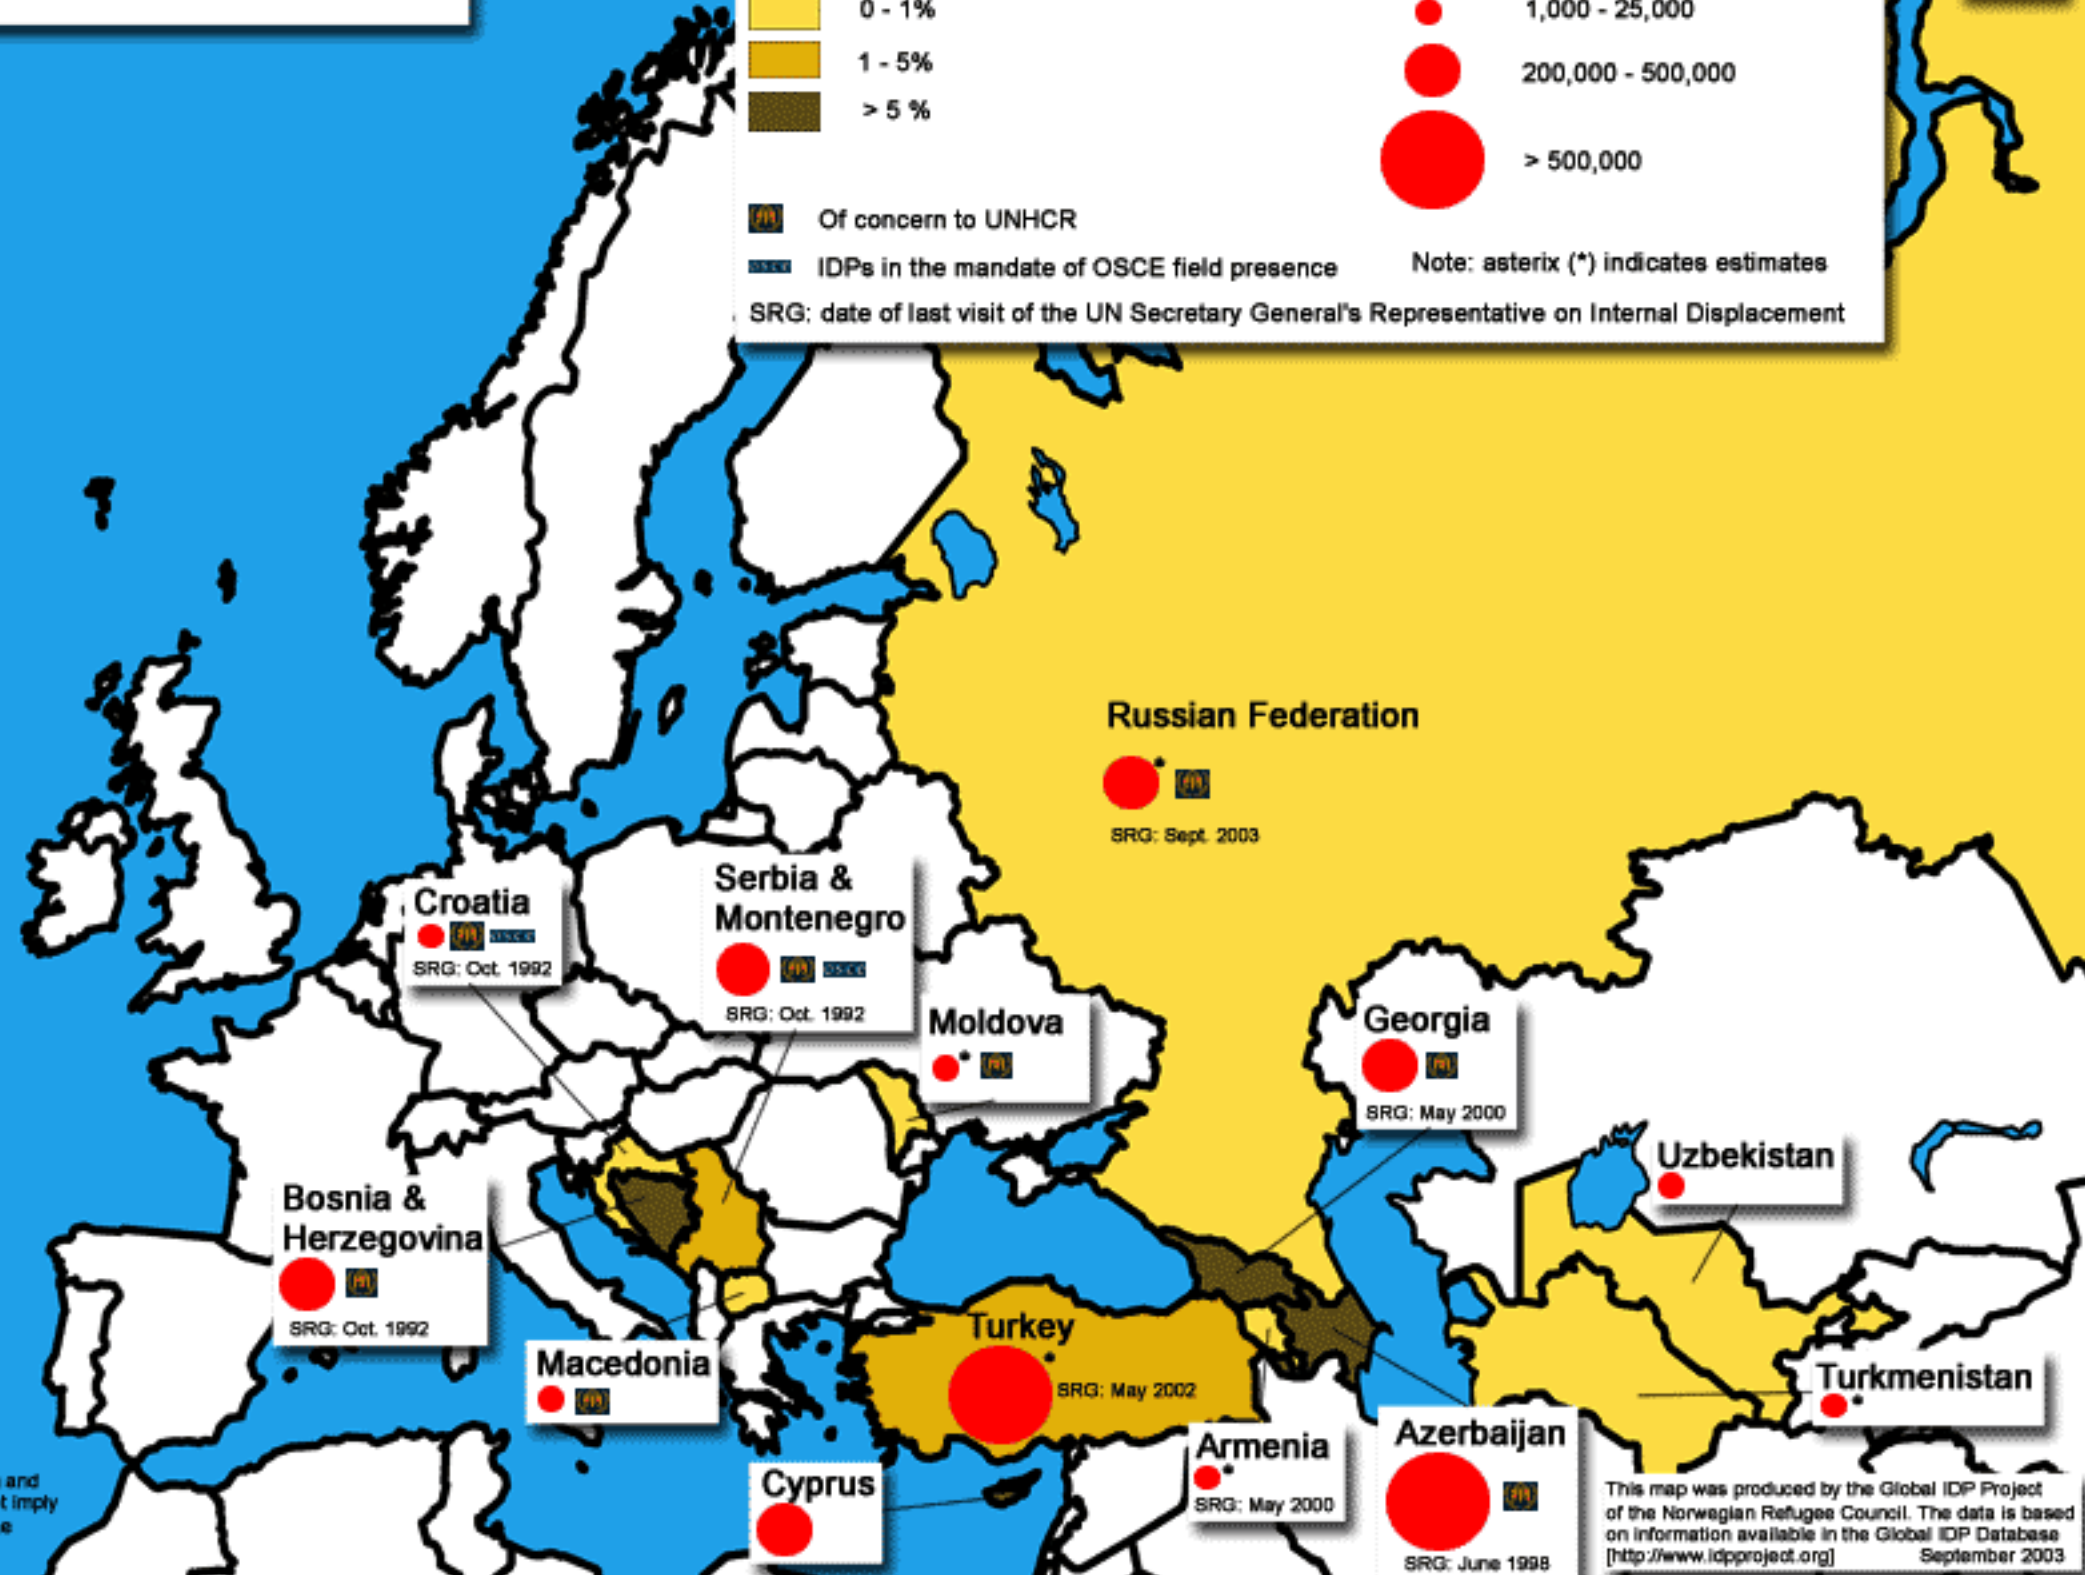 0 - 1%
1,000 - 25,000
1 - 5%
200,000 - 500,000
> 5 %
> 500,000
Of concern to UNHCR
OSCE
IDPs in the mandate of OSCE field presence
Note: asterix (*) indicates estimates
SRG: date of last visit of the UN Secretary General's Representative on Internal Displacement
Russian Federation
SRG: Sept. 2003
Croatia
OSCE
SRG: Oct. 1992
Serbia &
Montenegro
OSCE
SRG: Oct. 1992
Moldova
Georgia
SRG: May 2000
Uzbekistan
Bosnia &
Herzegovina
SRG: Oct. 1992
Macedonia
Turkey
SRG: May 2002
Turkmenistan
Armenia
SRG: May 2000
Azerbaijan
SRG: June 1998
Cyprus
and
t imply
e
This map was produced by the Global IDP Project
of the Norwegian Refugee Council. The data is based
on information available in the Global IDP Database
[http://www.idpproject.org] September 2003